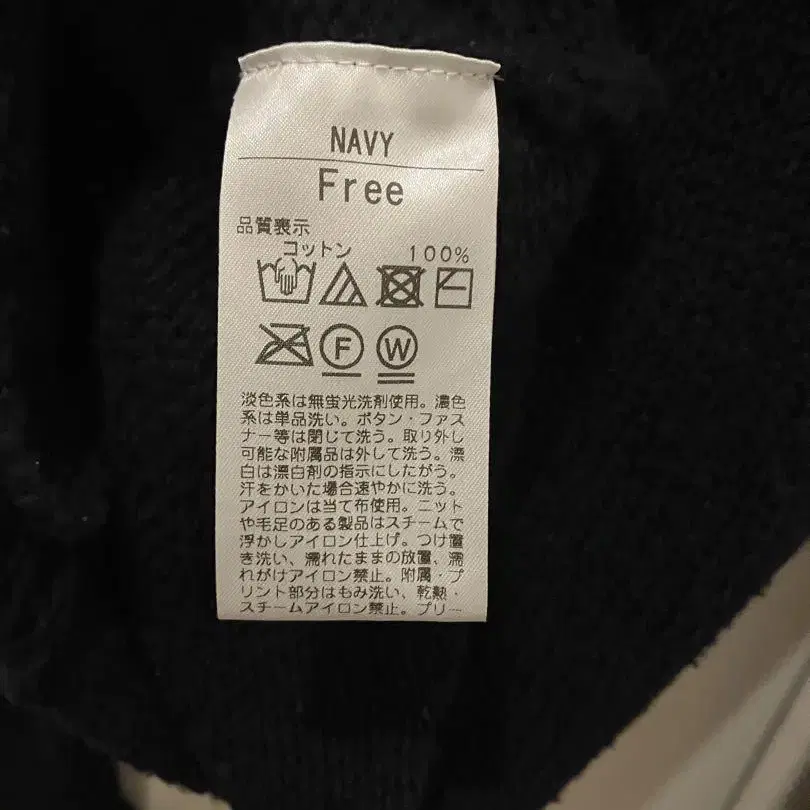 NAVY
Free
品質表示
コットン 100%
F W
淡色系は無蛍光洗剤使用。濃色
系は単品洗い。ボタン・ファス
ナー等は閉じて洗う。取り外し
可能な附属品は外して洗う。漂
白は漂白剤の指示にしたがう。
汗をかいた場合速やかに洗う。
アイロンは当て布使用。ニット
や毛足のある製品はスチームで
浮かしアイロン仕上げ。つけ置
き洗い、濡れたままの放置、濡
れがけアイロン禁止。附属・プ
リント部分はもみ洗い、乾熱・
スチームアイロン禁止。プリー